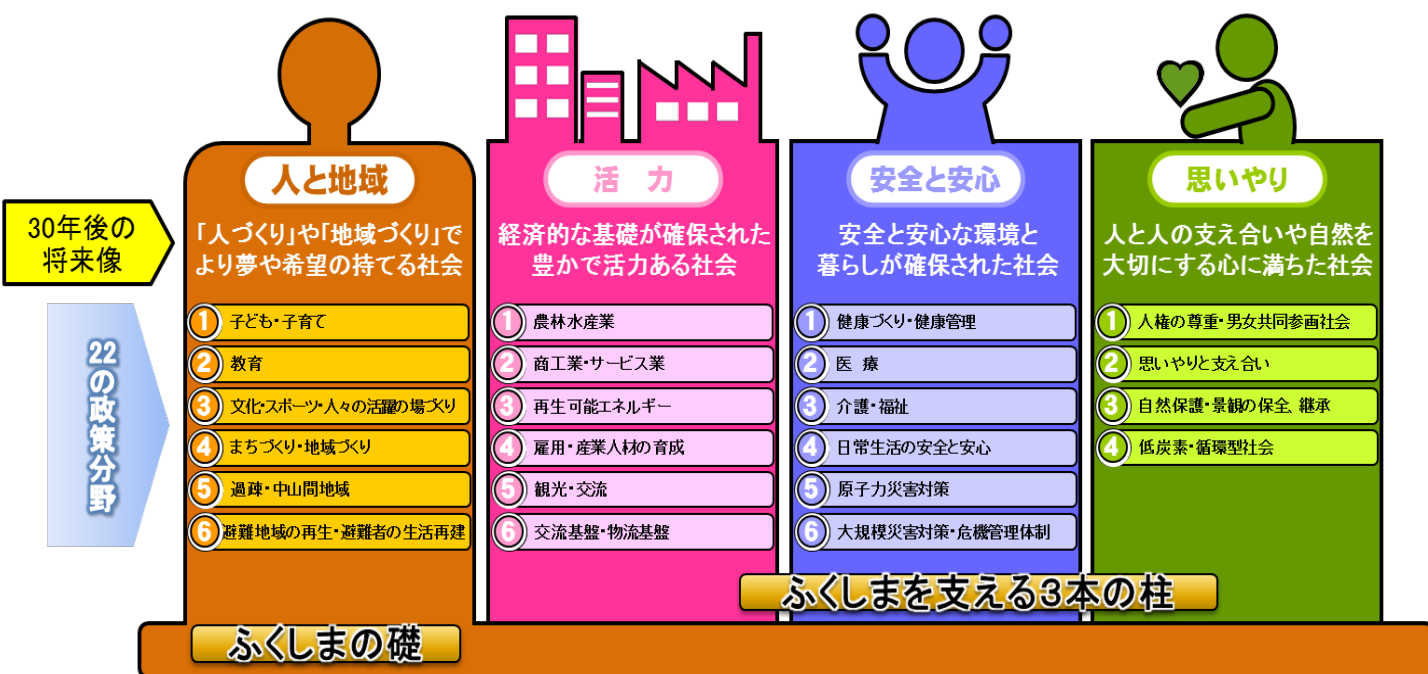 30年後の
将来像
22の政策分野
人と地域
「人づくり」や「地域づくり」で
より夢や希望の持てる社会
1 子ども・子育て
2 教育
3 文化・スポーツ・人々の活躍の場づくり
4 まちづくり・地域づくり
5 過疎・中山間地域
6 避難地域の再生・避難者の生活再建
活 力
経済的な基礎が確保された
豊かで活力ある社会
1 農林水産業
2 商工業・サービス業
3 再生可能エネルギー
4 雇用・産業人材の育成
5 観光・交流
6 交流基盤・物流基盤
安全と安心
安全と安心な環境と
暮らしが確保された社会
1 健康づくり・健康管理
2 医 療
3 介護・福祉
4 日常生活の安全と安心
5 原子力災害対策
6 大規模災害対策・危機管理体制
思いやり
人と人の支え合いや自然を
大切にする心に満ちた社会
1 人権の尊重・男女共同参画社会
2 思いやりと支え合い
3 自然保護・景観の保全、継承
4 低炭素・循環型社会
ふくしまを支える3本の柱
ふくしまの礎